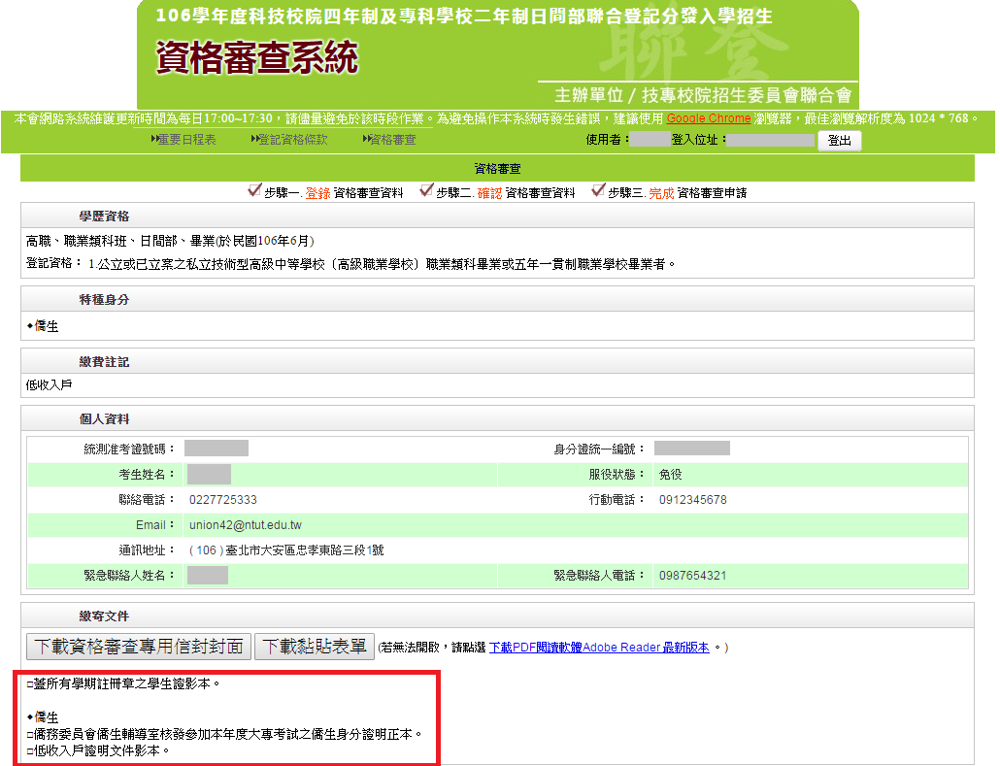 106學年度科技校院四年制及專科學校二年制日間部聯合登記分發入學招生
資格審查系統
聯登
主辦單位 / 技專校院招生委員會聯合會
本會網路系統維護更新時間為每日17:00~17:30，請儘量避免於該時段作業。為避免操作本系統時發生錯誤，建議使用 Google Chrome 瀏覽器，最佳瀏覽解析度為 1024 * 768。
重要日程表 登記資格條款 資格審查 使用者： 登入位址： 登出
資格審查
步驟一. 登錄 資格審查資料 步驟二. 確認 資格審查資料 步驟三. 完成 資格審查申請
學歷資格
高職、職業類科班、日間部、畢業(於民國106年6月)
登記資格： 1.公立或已立案之私立技術型高級中等學校〔高級職業學校〕職業類科畢業或五年一貫制職業學校畢業者。
特種身分
◆僑生
繳費註記
低收入戶
個人資料
統測准考證號碼： 身分證統一編號：
考生姓名： 服役狀態： 免役
聯絡電話： 0227725333 行動電話： 0912345678
Email： union42@ntut.edu.tw
通訊地址： ( 106 ) 臺北市大安區忠孝東路三段1號
緊急聯絡人姓名： 緊急聯絡人電話： 0987654321
繳寄文件
下載資格審查專用信封封面 下載黏貼表單 (若無法開啟，請點選 下載PDF閱讀軟體Adobe Reader 最新版本 。)
□蓋所有學期註冊章之學生證影本。
◆僑生
□僑務委員會僑生輔導室核發參加本年度大專考試之僑生身分證明正本。
□低收入戶證明文件影本。